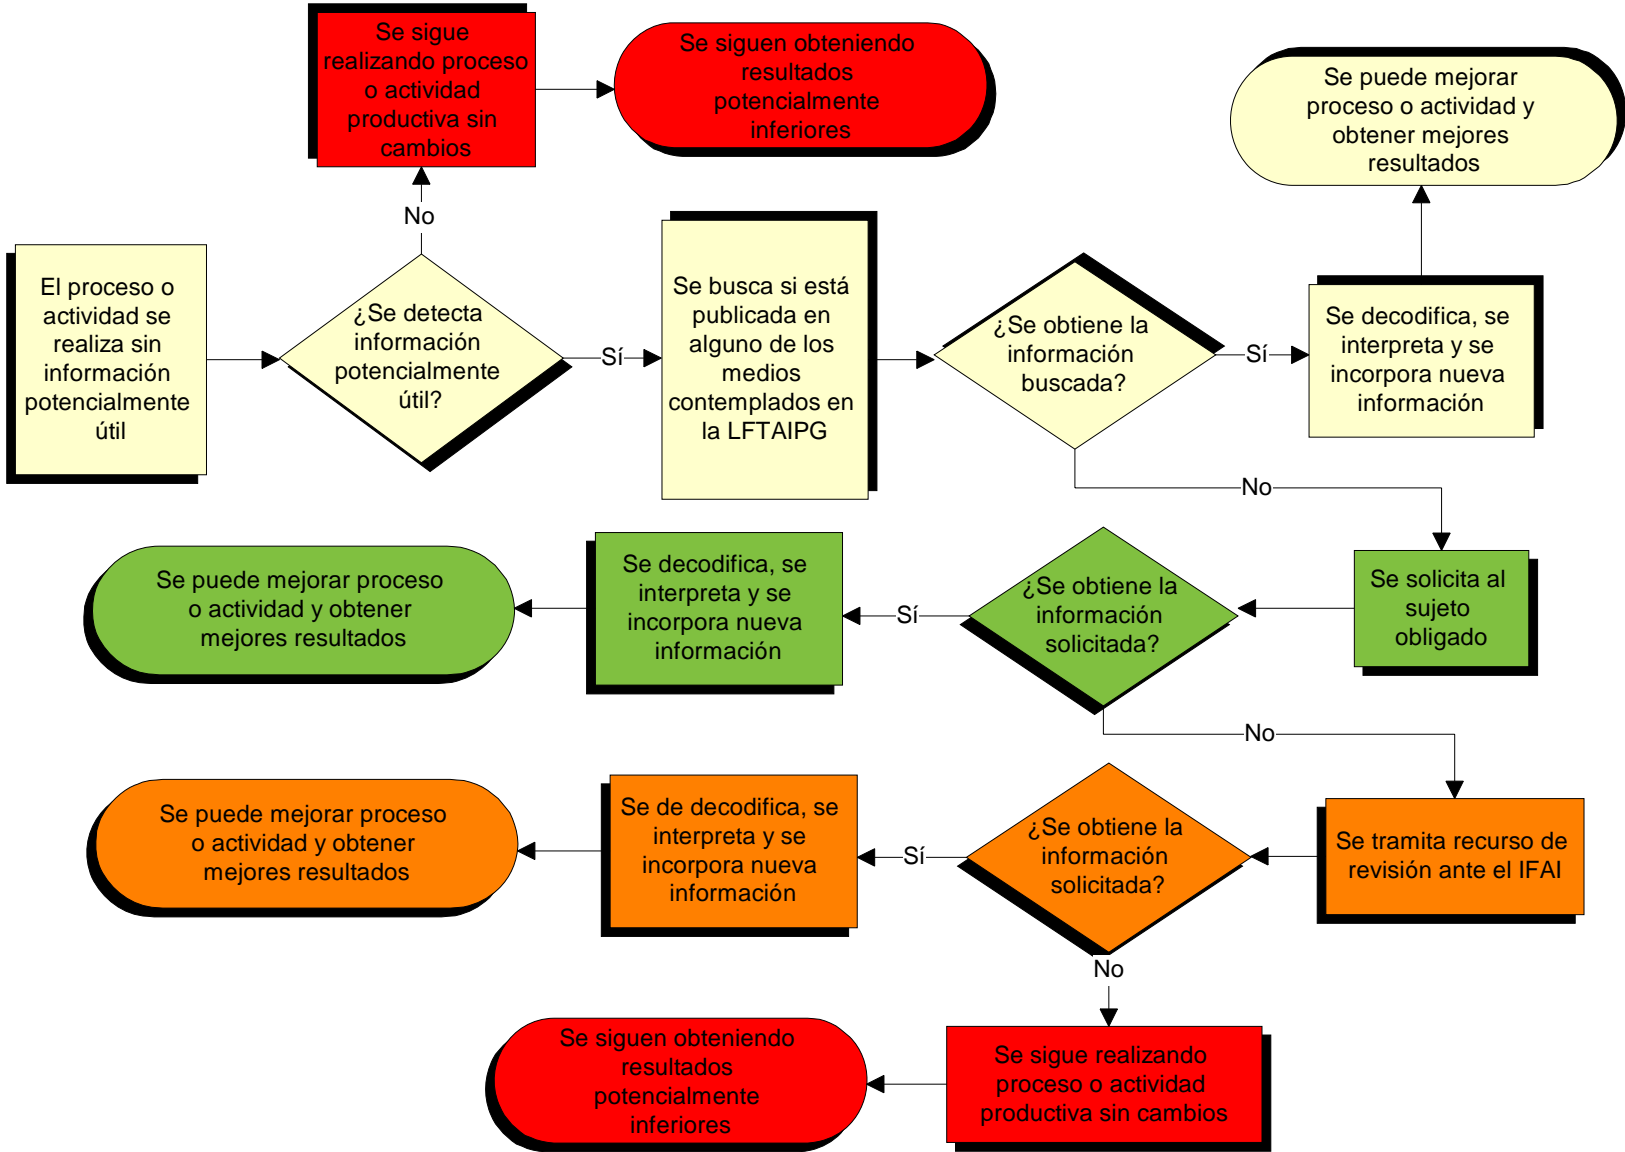 Se sigue
realizando proceso
o actividad
productiva sin
cambios
Se siguen obteniendo
resultados
potencialmente
inferiores
Se puede mejorar
proceso o actividad y
obtener mejores
resultados
No
El proceso o
actividad se
realiza sin
información
potencialmente
útil
¿Se detecta
información
potencialmente
útil?
Sí
Se busca si está
publicada en
alguno de los
medios
contemplados en
la LFTAIPG
¿Se obtiene la
información
buscada?
Sí
Se decodifica, se
interpreta y se
incorpora nueva
información
No
Se puede mejorar proceso
o actividad y obtener
mejores resultados
Se decodifica, se
interpreta y se
incorpora nueva
información
Sí
¿Se obtiene la
información
solicitada?
Se solicita al
sujeto
obligado
No
Se puede mejorar proceso
o actividad y obtener
mejores resultados
Se de decodifica, se
interpreta y se
incorpora nueva
información
Sí
¿Se obtiene la
información
solicitada?
Se tramita recurso de
revisión ante el IFAI
No
Se siguen obteniendo
resultados
potencialmente
inferiores
Se sigue realizando
proceso o actividad
productiva sin cambios